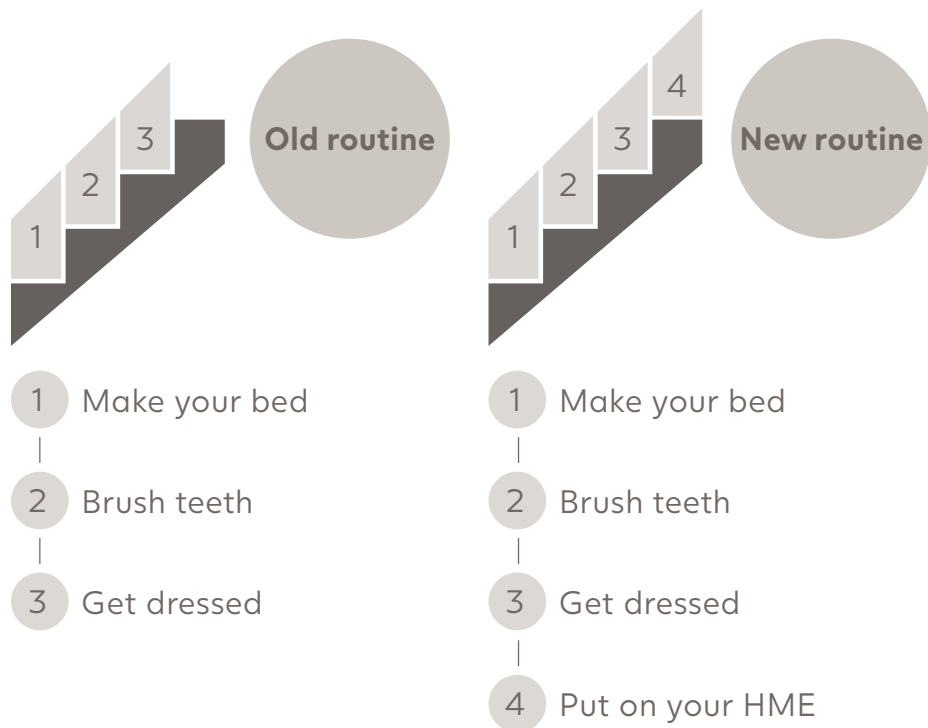 3
2
1
Old routine
1 Make your bed
2 Brush teeth
3 Get dressed
4
3
2
1
New routine
1 Make your bed
2 Brush teeth
3 Get dressed
4 Put on your HME